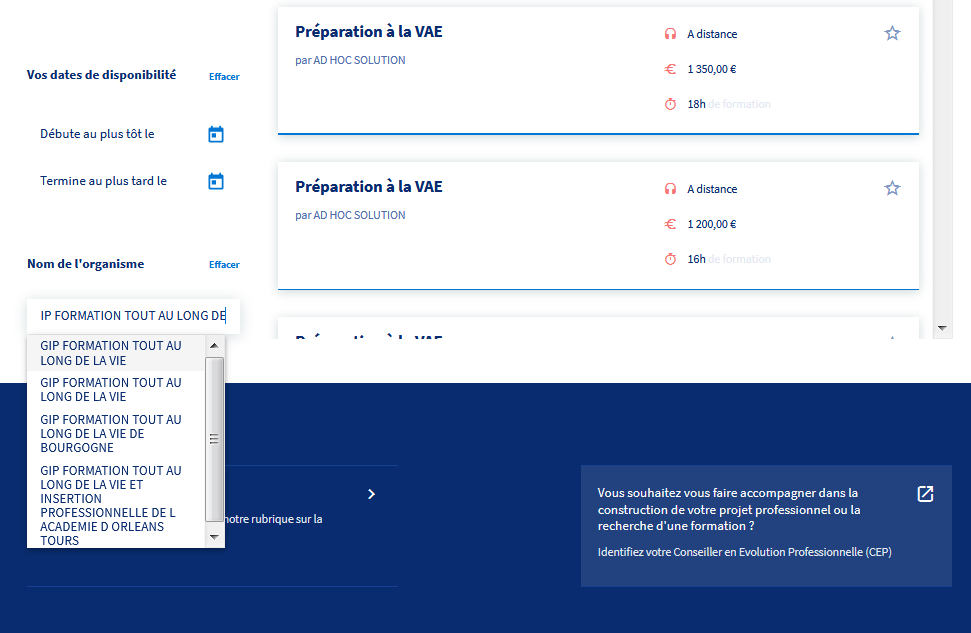 Vos dates de disponibilité
Effacer
Débute au plus tôt le
Termine au plus tard le
Nom de l'organisme
Effacer
IP FORMATION TOUT AU LONG DE
GIP FORMATION TOUT AU
LONG DE LA VIE
GIP FORMATION TOUT AU
LONG DE LA VIE
GIP FORMATION TOUT AU
LONG DE LA VIE DE
BOURGOGNE
GIP FORMATION TOUT AU
LONG DE LA VIE ET
INSERTION
PROFESSIONNELLE DE L
ACADEMIE D ORLEANS
TOURS
Préparation à la VAE
par AD HOC SOLUTION
A distance
1 350,00 €
18h de formation
Préparation à la VAE
par AD HOC SOLUTION
A distance
1 200,00 €
16h de formation
Préparation à la VAE
notre rubrique sur la
Vous souhaitez vous faire accompagner dans la
construction de votre projet professionnel ou la
recherche d'une formation ?
Identifiez votre Conseiller en Evolution Professionnelle (CEP)